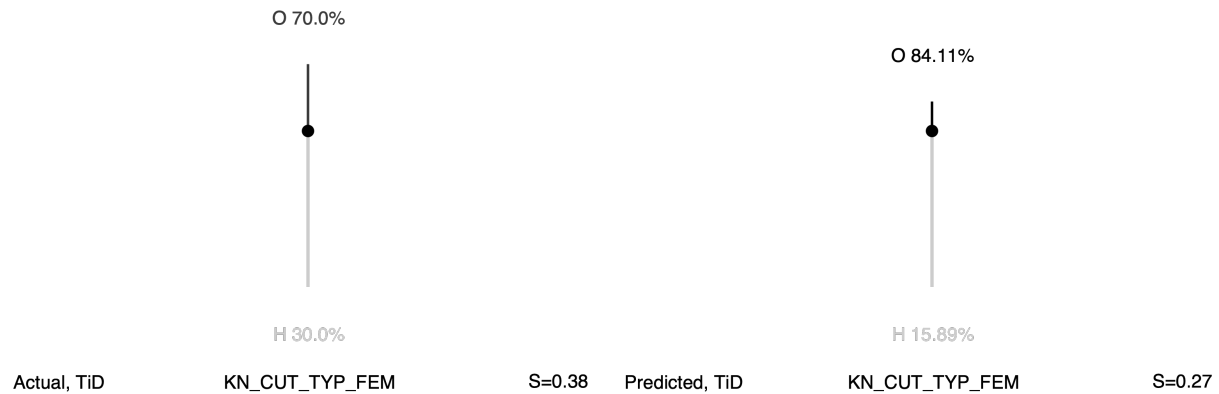 O 70.0%
O 84.11%
H 30.0%
H 15.89%
Actual, TiD KN_CUT_TYP_FEM S=0.38 Predicted, TiD KN_CUT_TYP_FEM S=0.27